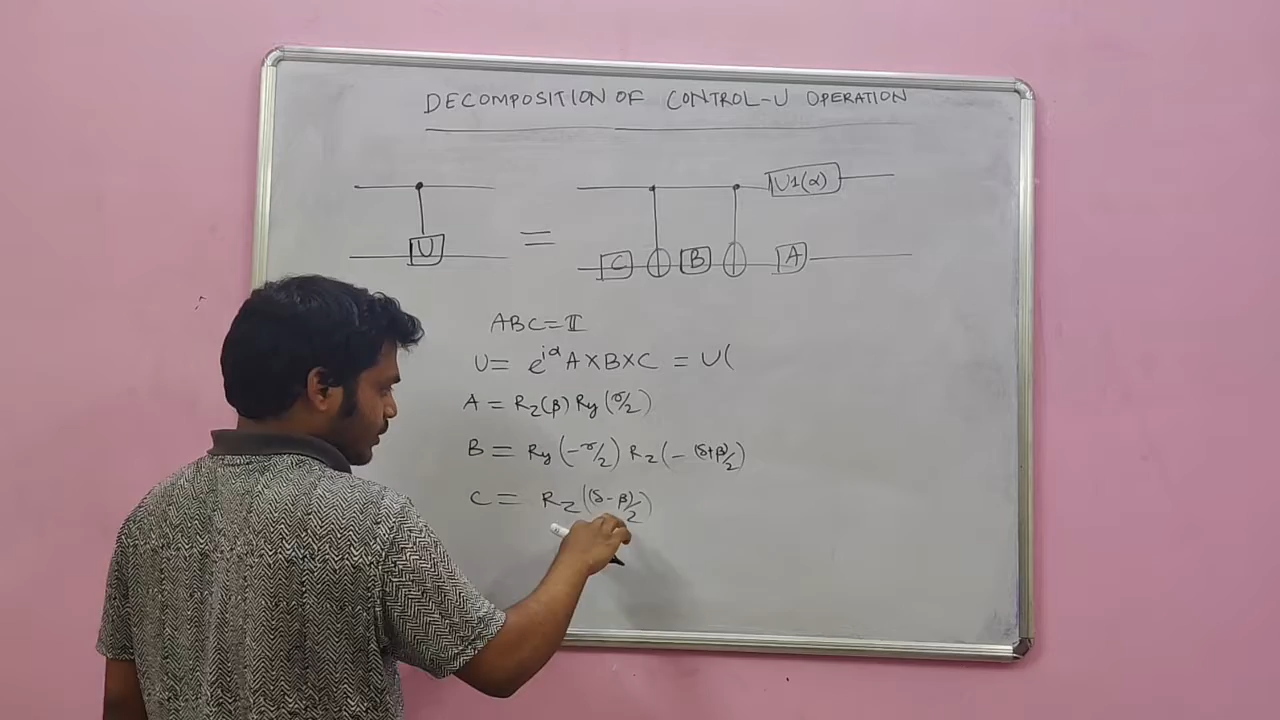 DECOMPOSITION OF CONTROL-U OPERATION
U1(α)
U
C
B
A
ABC = 𝕀
U = e^{iα} A X B X C = U(
A = Rz(β) Ry(γ/2)
B = Ry(-γ/2) Rz(-(δ+β)/2)
C = Rz((δ-β)/2)